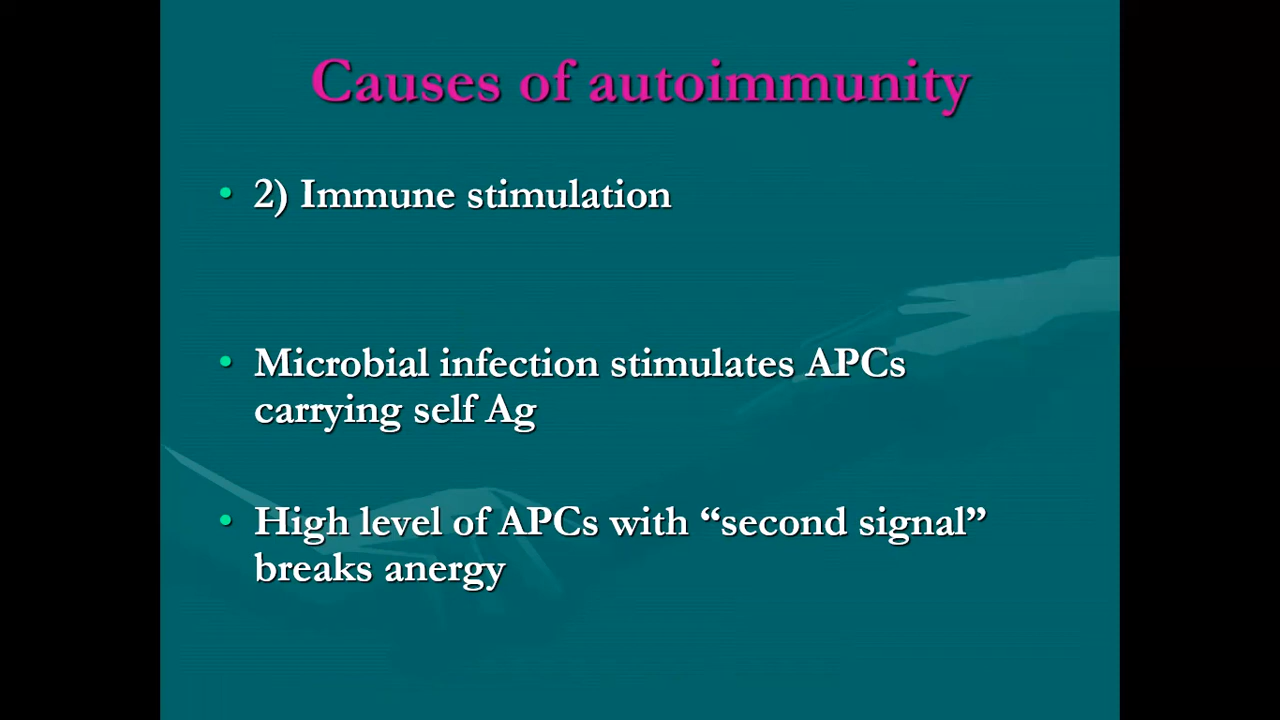 Causes of autoimmunity
• 2) Immune stimulation
• Microbial infection stimulates APCs
carrying self Ag
• High level of APCs with “second signal”
breaks anergy